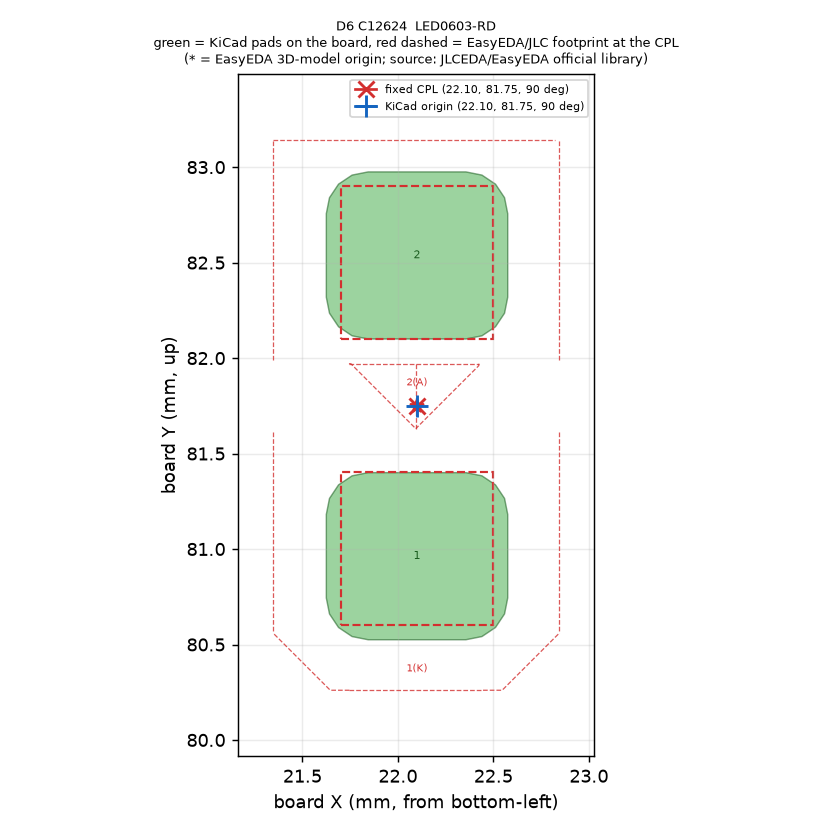 D6 C12624  LED0603-RD
green = KiCad pads on the board, red dashed = EasyEDA/JLC footprint at the CPL
(* = EasyEDA 3D-model origin; source: JLCEDA/EasyEDA official library)
fixed CPL (22.10, 81.75, 90 deg)
KiCad origin (22.10, 81.75, 90 deg)
83.0
82.5
82.0
81.5
81.0
80.5
80.0
board Y (mm, up)
2
2(A)
1
1(K)
21.5
22.0
22.5
23.0
board X (mm, from bottom-left)